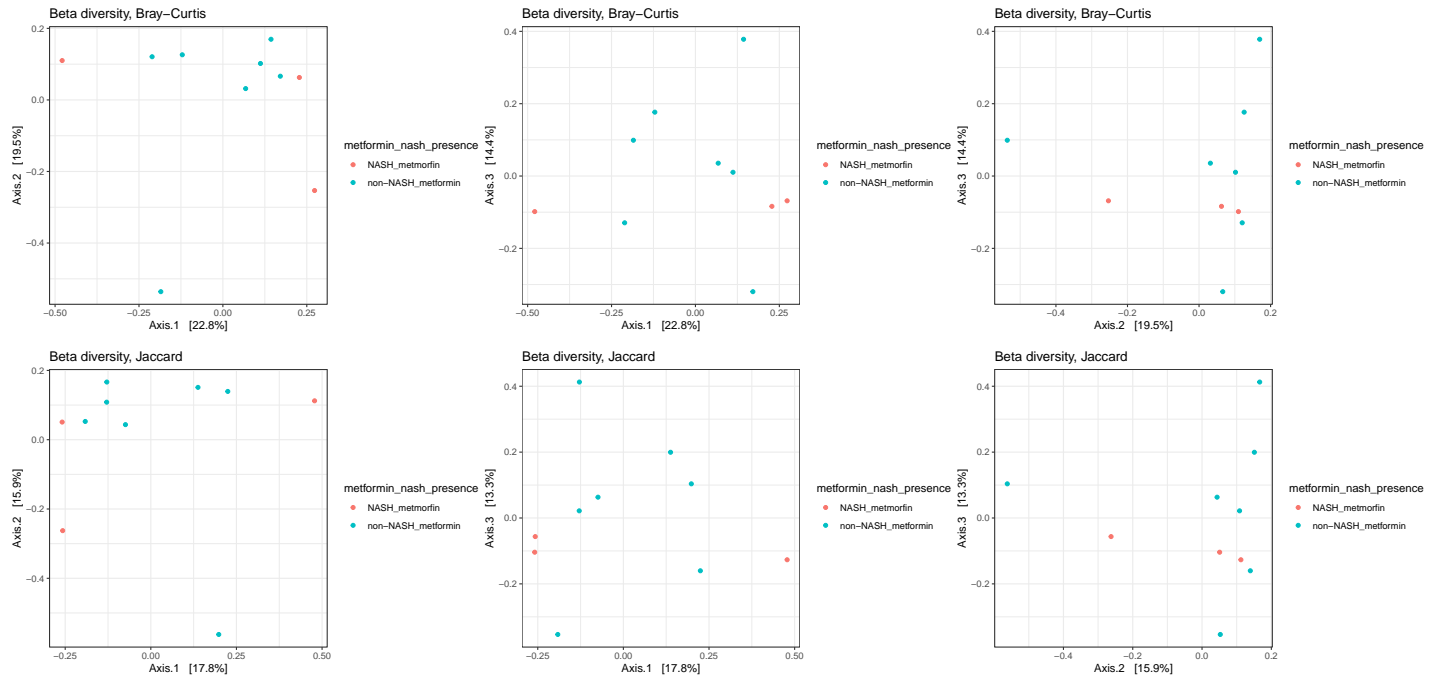 Beta diversity, Bray−Curtis
0.2
0.0
−0.2
−0.4
Axis.2 [19.5%]
−0.50
−0.25
0.00
0.25
Axis.1 [22.8%]
metformin_nash_presence
NASH_metmorfin
non−NASH_metformin
Beta diversity, Bray−Curtis
0.4
0.2
0.0
−0.2
Axis.3 [14.4%]
−0.50
−0.25
0.00
0.25
Axis.1 [22.8%]
metformin_nash_presence
NASH_metmorfin
non−NASH_metformin
Beta diversity, Bray−Curtis
0.4
0.2
0.0
−0.2
Axis.3 [14.4%]
−0.4
−0.2
0.0
0.2
Axis.2 [19.5%]
metformin_nash_presence
NASH_metmorfin
non−NASH_metformin
Beta diversity, Jaccard
0.2
0.0
−0.2
−0.4
Axis.2 [15.9%]
−0.25
0.00
0.25
0.50
Axis.1 [17.8%]
metformin_nash_presence
NASH_metmorfin
non−NASH_metformin
Beta diversity, Jaccard
0.4
0.2
0.0
−0.2
Axis.3 [13.3%]
−0.25
0.00
0.25
0.50
Axis.1 [17.8%]
metformin_nash_presence
NASH_metmorfin
non−NASH_metformin
Beta diversity, Jaccard
0.4
0.2
0.0
−0.2
Axis.3 [13.3%]
−0.4
−0.2
0.0
0.2
Axis.2 [15.9%]
metformin_nash_presence
NASH_metmorfin
non−NASH_metformin